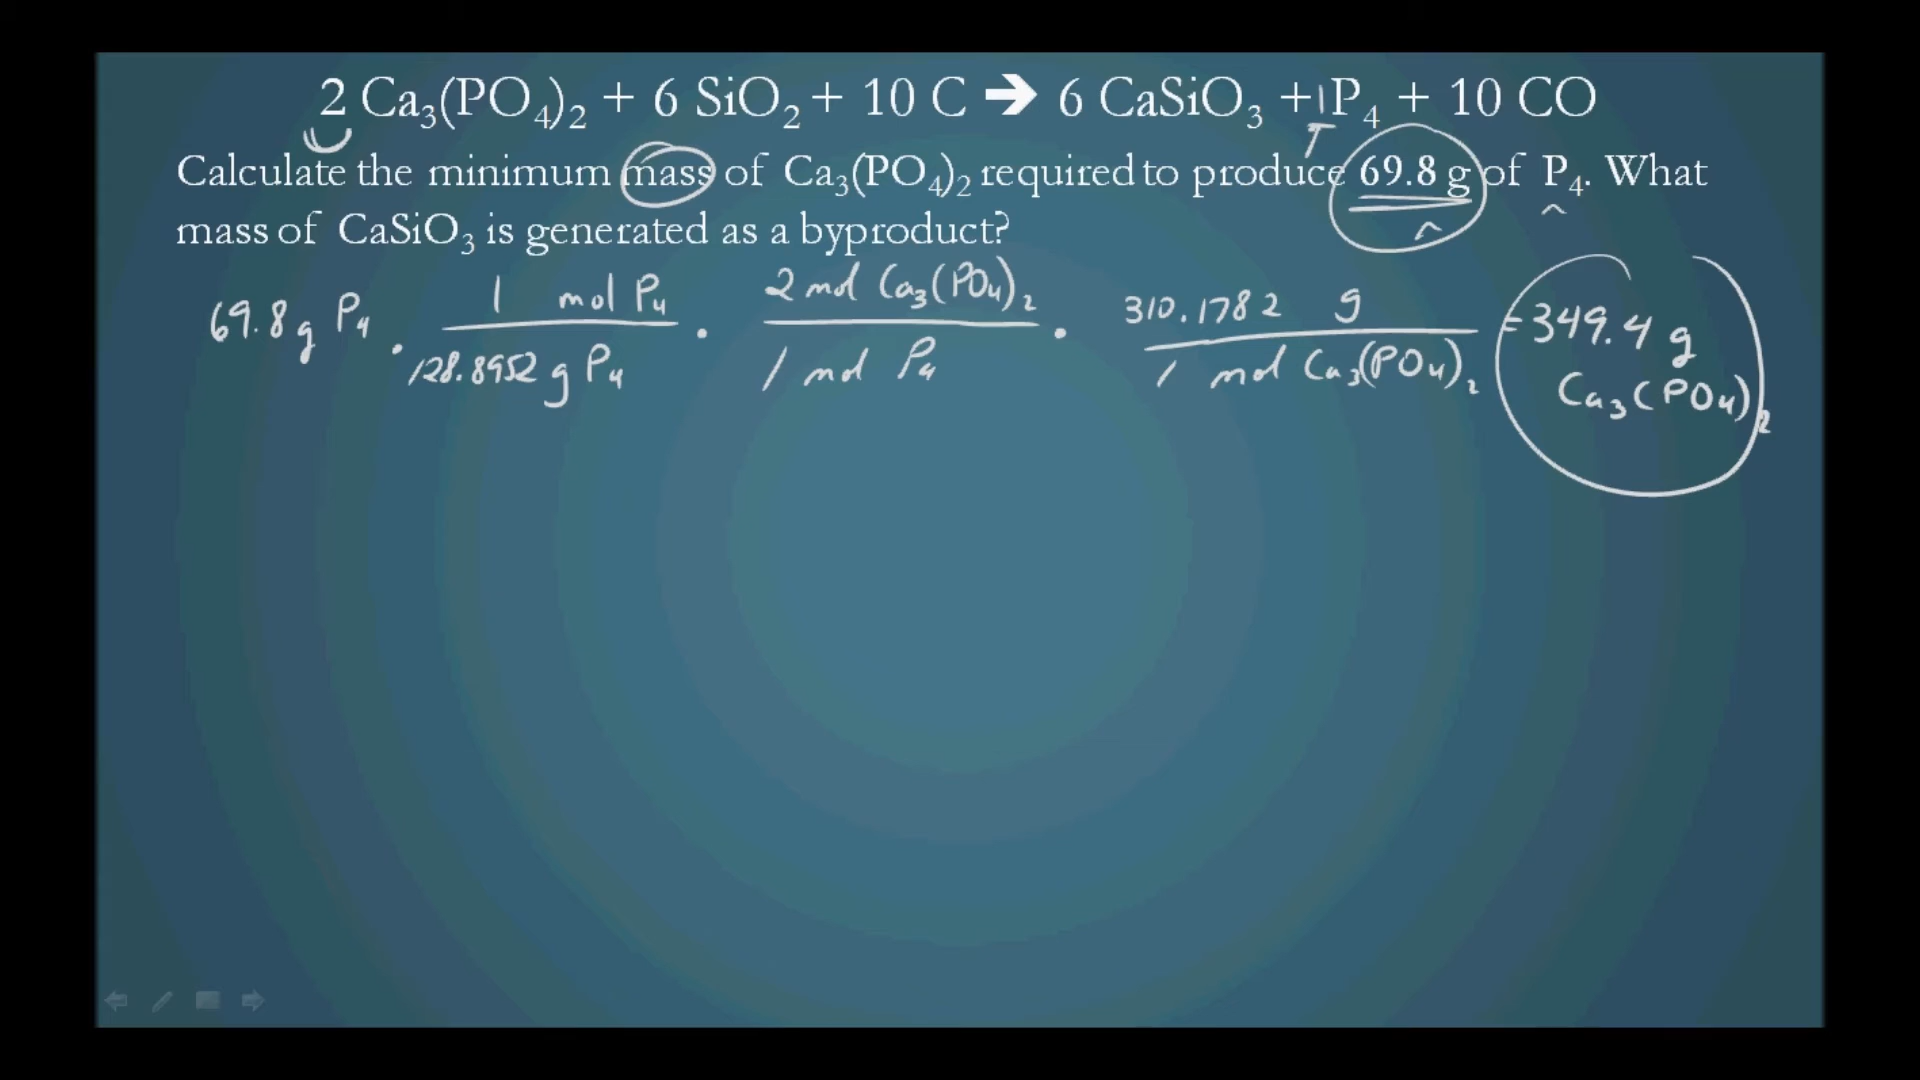 2 Ca₃(PO₄)₂ + 6 SiO₂ + 10 C ➔ 6 CaSiO₃ + 1 P₄ + 10 CO
Calculate the minimum mass of Ca₃(PO₄)₂ required to produce 69.8 g of P₄. What
mass of CaSiO₃ is generated as a byproduct?
69.8 g P₄ · 1 mol P₄ / 128.8952 g P₄ · 2 mol Ca₃(PO₄)₂ / 1 mol P₄ · 310.1782 g / 1 mol Ca₃(PO₄)₂ = 349.4 g
Ca₃(PO₄)₂